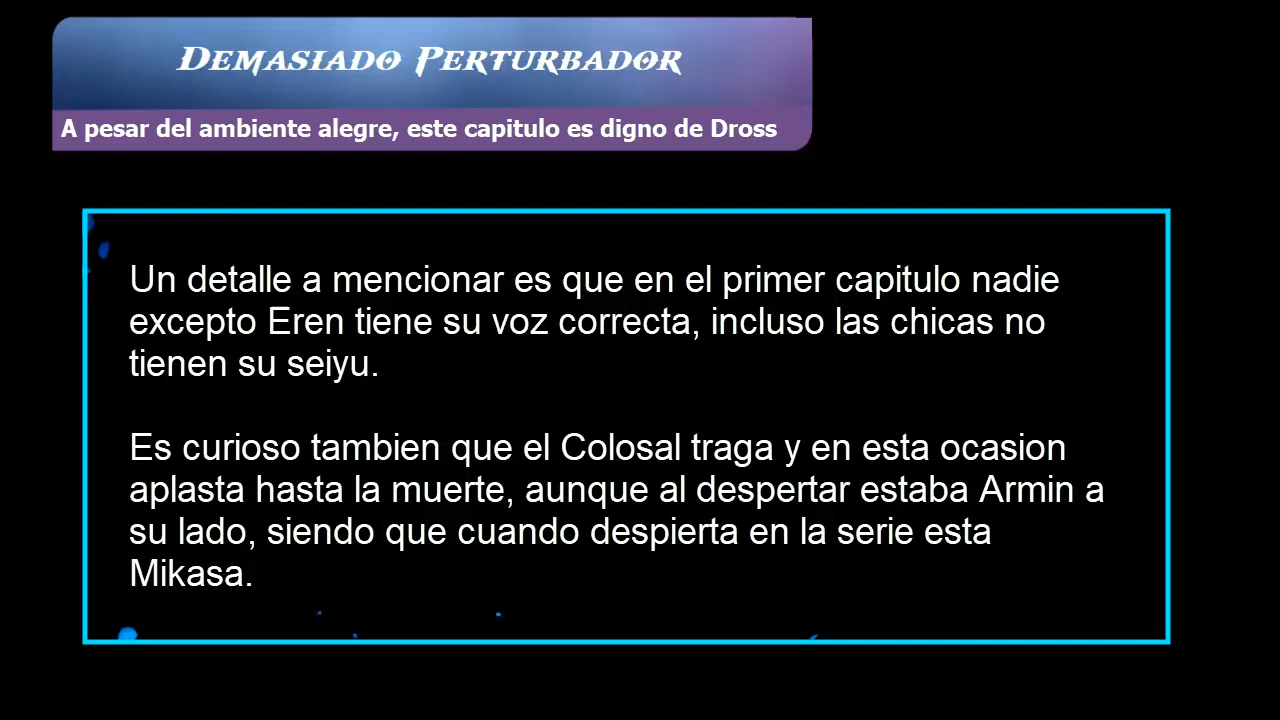 Demasiado Perturbador
A pesar del ambiente alegre, este capitulo es digno de Dross
Un detalle a mencionar es que en el primer capitulo nadie
excepto Eren tiene su voz correcta, incluso las chicas no
tienen su seiyu.
Es curioso tambien que el Colosal traga y en esta ocasion
aplasta hasta la muerte, aunque al despertar estaba Armin a
su lado, siendo que cuando despierta en la serie esta
Mikasa.